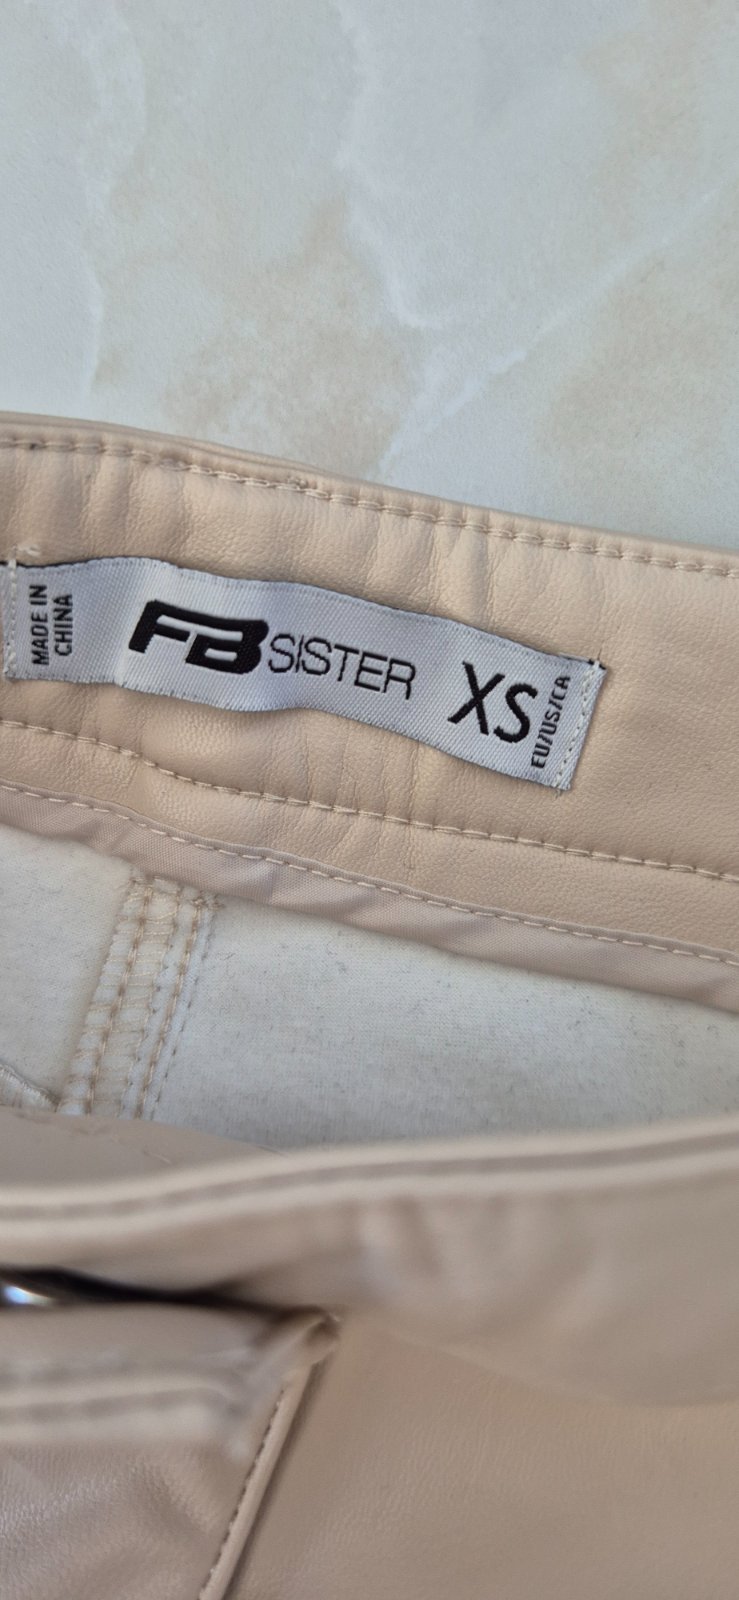 MADE IN
CHINA
FB SISTER
XS
EU/US/CA